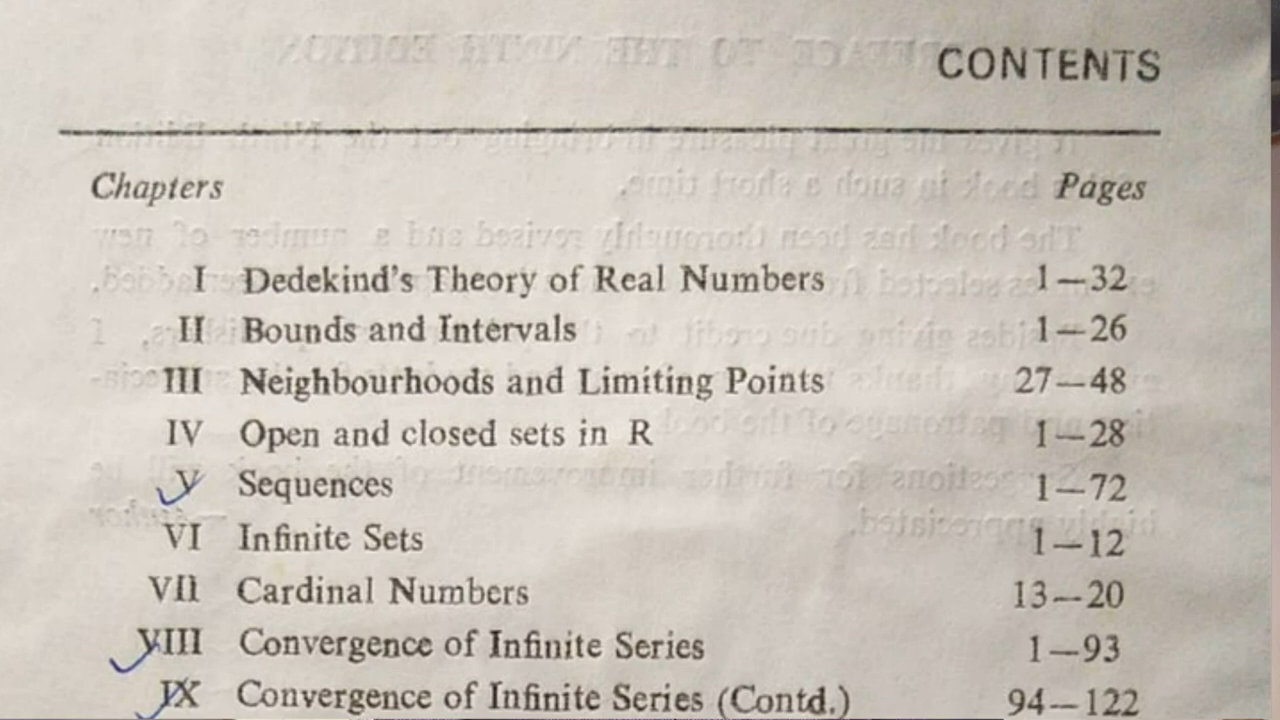 CONTENTS
Chapters Pages
I Dedekind's Theory of Real Numbers 1—32
II Bounds and Intervals 1—26
III Neighbourhoods and Limiting Points 27—48
IV Open and closed sets in R 1—28
V Sequences 1—72
VI Infinite Sets 1—12
VII Cardinal Numbers 13—20
VIII Convergence of Infinite Series 1—93
IX Convergence of Infinite Series (Contd.) 94—122